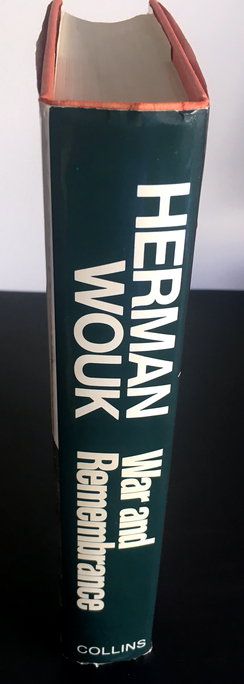 HERMAN
WOUK
War and
Remembrance
COLLINS